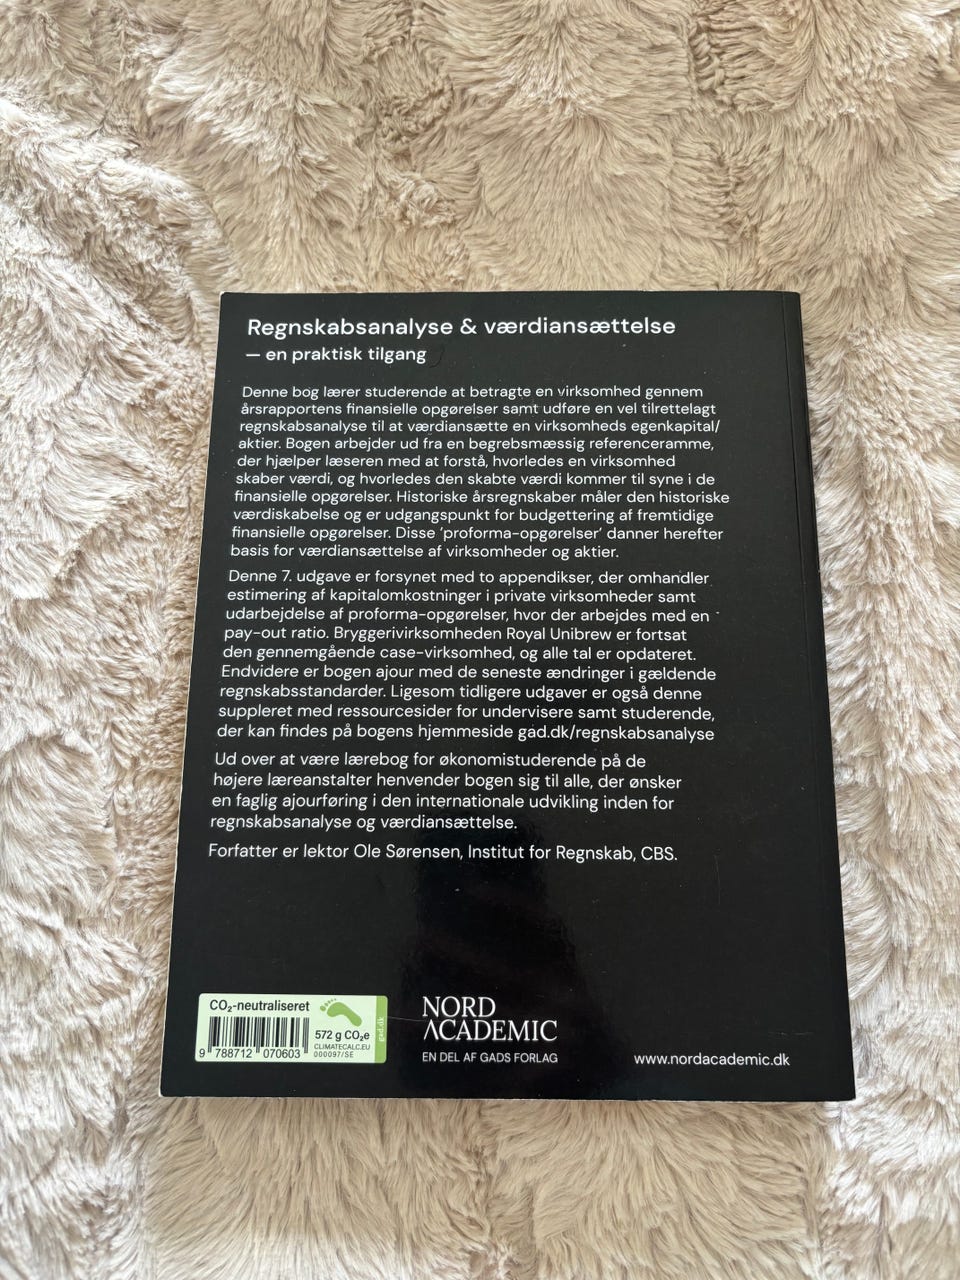 Regnskabsanalyse & værdiansættelse
— en praktisk tilgang
Denne bog lærer studerende at betragte en virksomhed gennem
årsrapportens finansielle opgørelser samt udføre en vel tilrettelagt
regnskabsanalyse til at værdiansætte en virksomheds egenkapital/
aktier. Bogen arbejder ud fra en begrebsmæssig referenceramme,
der hjælper læseren med at forstå, hvorledes en virksomhed
skaber værdi, og hvorledes den skabte værdi kommer til syne i de
finansielle opgørelser. Historiske årsregnskaber måler den historiske
værdiskabelse og er udgangspunkt for budgettering af fremtidige
finansielle opgørelser. Disse ‘proforma-opgørelser’ danner herefter
basis for værdiansættelse af virksomheder og aktier.
Denne 7. udgave er forsynet med to appendikser, der omhandler
estimering af kapitalomkostninger i private virksomheder samt
udarbejdelse af proforma-opgørelser, hvor der arbejdes med en
pay-out ratio. Bryggerivirksomheden Royal Unibrew er fortsat
den gennemgående case-virksomhed, og alle tal er opdateret.
Endvidere er bogen ajour med de seneste ændringer i gældende
regnskabsstandarder. Ligesom tidligere udgaver er også denne
suppleret med ressourcesider for undervisere samt studerende,
der kan findes på bogens hjemmeside gad.dk/regnskabsanalyse
Ud over at være lærebog for økonomistuderende på de
højere læreanstalter henvender bogen sig til alle, der ønsker
en faglig ajourføring i den internationale udvikling inden for
regnskabsanalyse og værdiansættelse.
Forfatter er lektor Ole Sørensen, Institut for Regnskab, CBS.
CO₂-neutraliseret
572 g CO₂e
CLIMATECALC.EU
000097/SE
gad.dk
9 788712 070603
NORD
ACADEMIC
EN DEL AF GADS FORLAG
www.nordacademic.dk